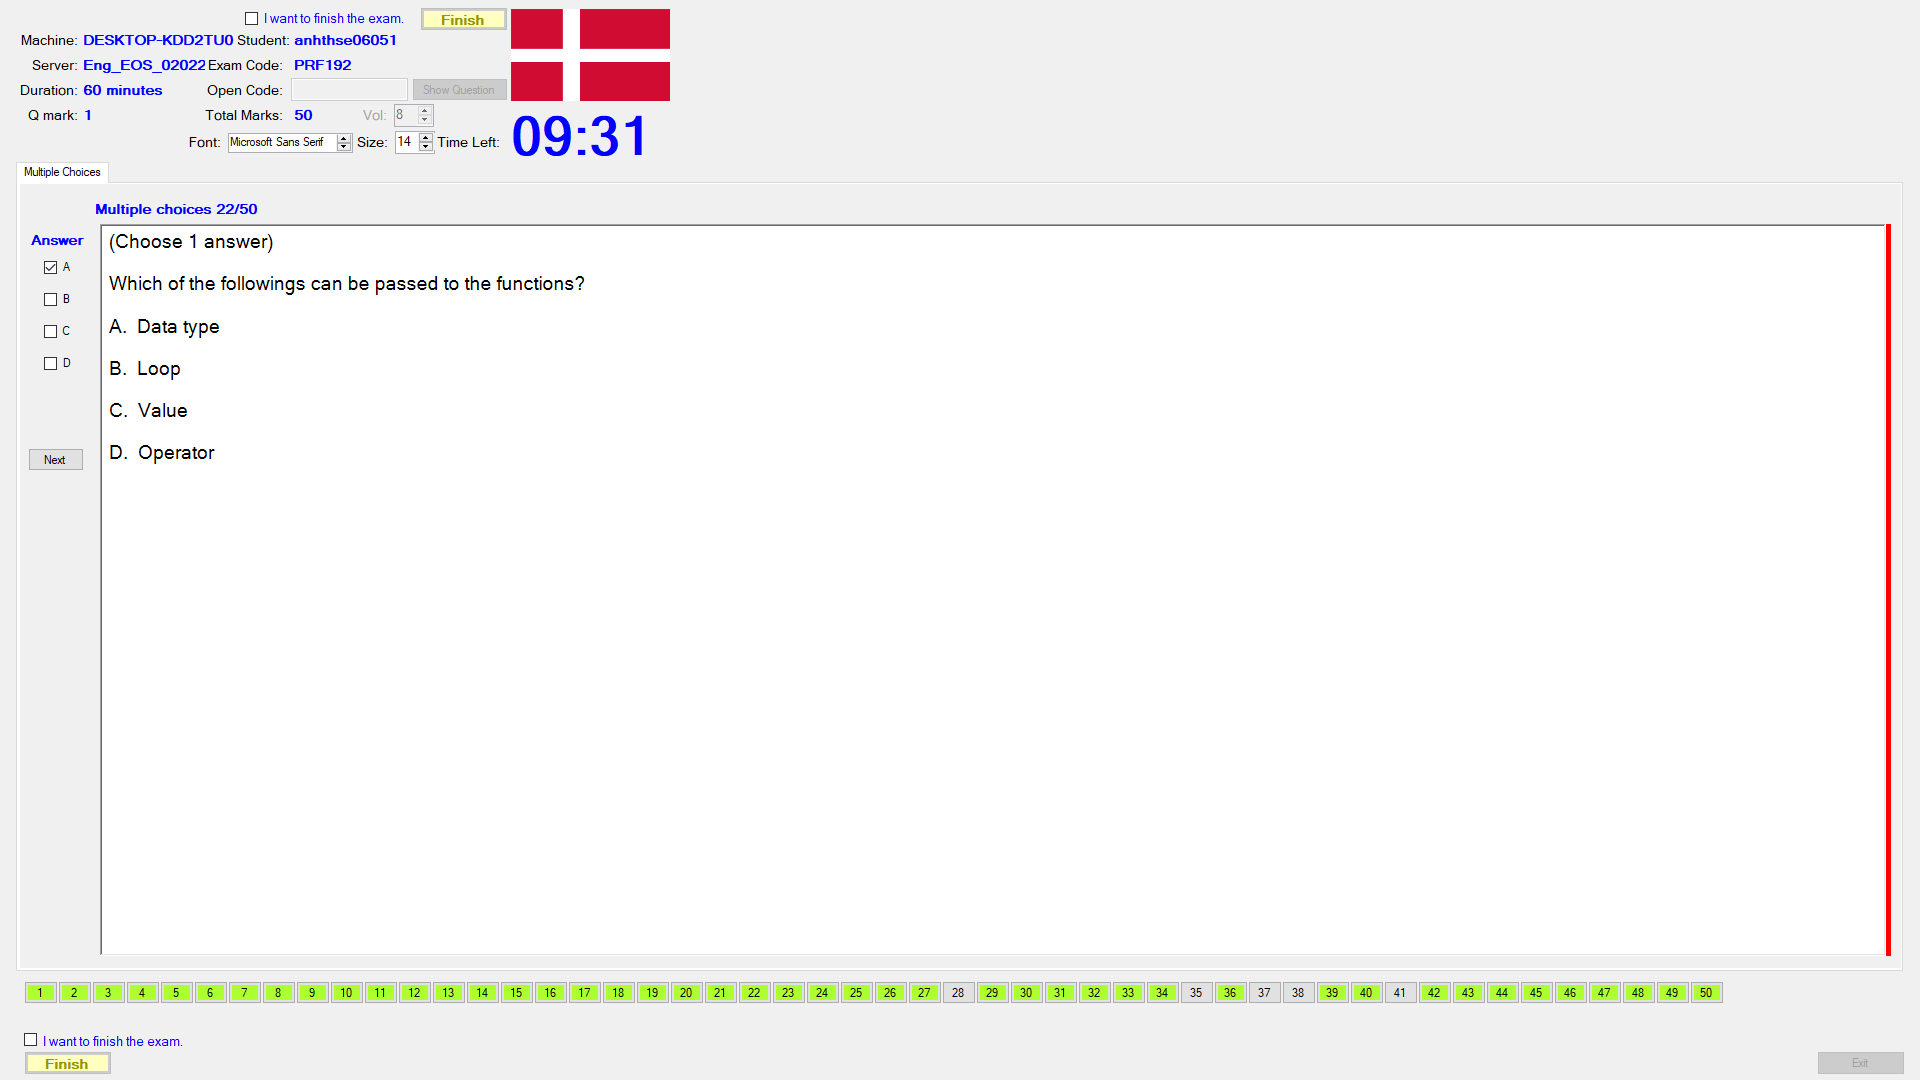 I want to finish the exam.
Finish
Machine: DESKTOP-KDD2TU0 Student: anhthse06051
Server: Eng_EOS_02022 Exam Code: PRF192
Duration: 60 minutes Open Code: Show Question
Q mark: 1 Total Marks: 50 Vol: 8
Font: Microsoft Sans Serif Size: 14 Time Left: 09:31
Multiple Choices
Multiple choices 22/50
Answer
A
B
C
D
Next
(Choose 1 answer)
Which of the followings can be passed to the functions?
A. Data type
B. Loop
C. Value
D. Operator
1 2 3 4 5 6 7 8 9 10 11 12 13 14 15 16 17 18 19 20 21 22 23 24 25 26 27 28 29 30 31 32 33 34 35 36 37 38 39 40 41 42 43 44 45 46 47 48 49 50
I want to finish the exam.
Finish
Exit